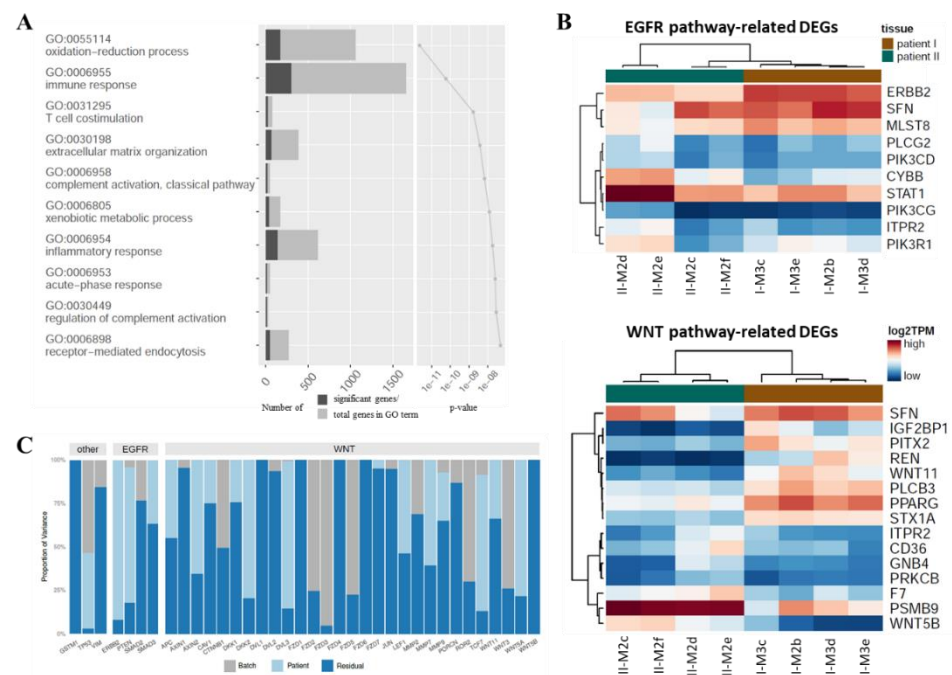 A
GO:0055114
oxidation-reduction process
GO:0006955
immune response
GO:0031295
T cell costimulation
GO:0030198
extracellular matrix organization
GO:0006958
complement activation, classical pathway
GO:0006805
xenobiotic metabolic process
GO:0006954
inflammatory response
GO:0006953
acute-phase response
GO:0030449
regulation of complement activation
GO:0006898
receptor-mediated endocytosis
0 500 1000 1500
1e-11 1e-10 1e-09 1e-08
Number of significant genes/ total genes in GO term
p-value
B
EGFR pathway-related DEGs
tissue
patient I
patient II
ERBB2
SFN
MLST8
PLCG2
PIK3CD
CYBB
STAT1
PIK3CG
ITPR2
PIK3R1
II-M2d II-M2e II-M2c II-M2f I-M3c I-M3e I-M2b I-M3d
WNT pathway-related DEGs
log2TPM
high
low
SFN
IGF2BP1
PITX2
REN
WNT11
PLCB3
PPARG
STX1A
ITPR2
CD36
GNB4
PRKCB
F7
PSMB9
WNT5B
II-M2c II-M2f II-M2d II-M2e I-M3c I-M2b I-M3d I-M3e
C
other EGFR WNT
Proportion of Variance
100%
75%
50%
25%
0%
GSTM1 TPN3 VIM ERBB2 PTEN SMAD2 SMAD3 APC AXIN1 AXIN2 CAV1 CTNNB1 DKK1 DKK2 DVL1 DVL2 DVL3 FZD1 FZD2 FZD3 FZD4 FZD5 FZD6 FZD7 JUN LEF1 MMP2 MMP7 MMP9 PORCN ROR2 TCF7 WNT11 WNT3 WNT5A WNT5B
Batch Patient Residual